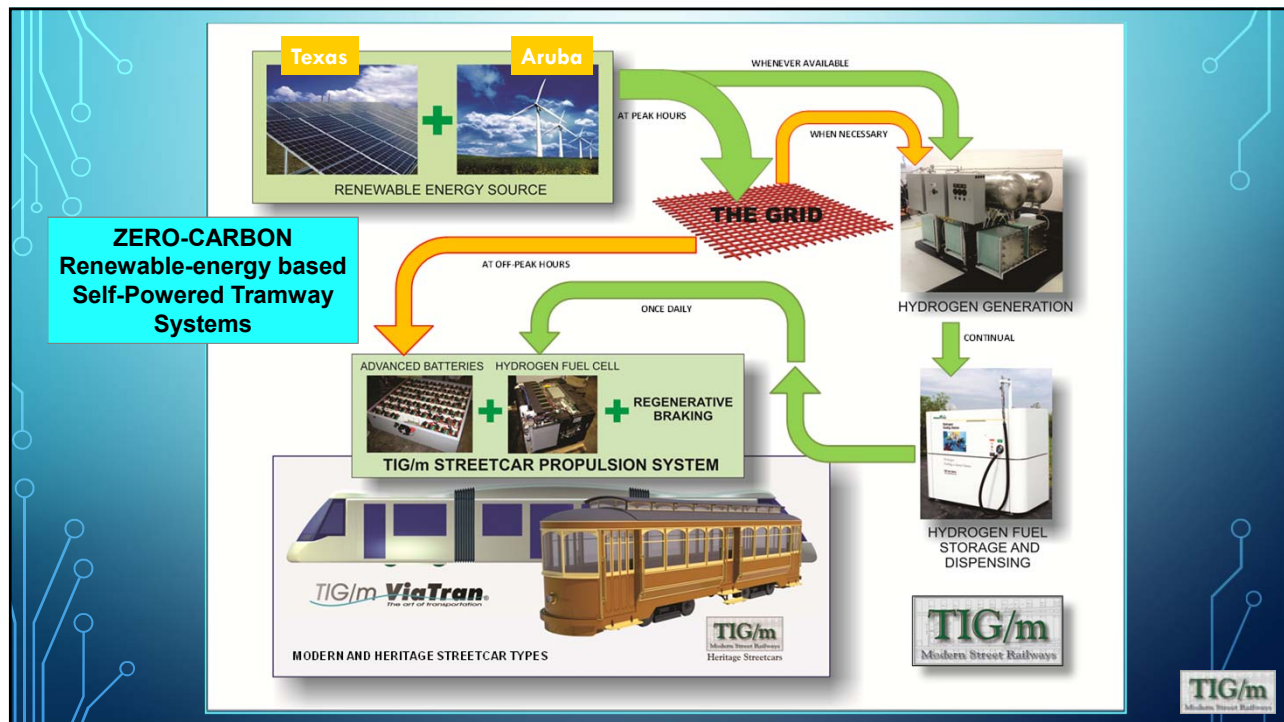 Texas
Aruba
RENEWABLE ENERGY SOURCE
AT PEAK HOURS
WHENEVER AVAILABLE
WHEN NECESSARY
THE GRID
HYDROGEN GENERATION
ZERO-CARBON
Renewable-energy based
Self-Powered Tramway
Systems
AT OFF-PEAK HOURS
ONCE DAILY
CONTINUAL
ADVANCED BATTERIES
HYDROGEN FUEL CELL
REGENERATIVE
BRAKING
TIG/m STREETCAR PROPULSION SYSTEM
HYDROGEN FUEL
STORAGE AND
DISPENSING
TIG/m ViaTran®
The art of transportation
TIG/m
Modern Street Railways
Heritage Streetcars
MODERN AND HERITAGE STREETCAR TYPES
TIG/m
Modern Street Railways
TIG/m
Modern Street Railways